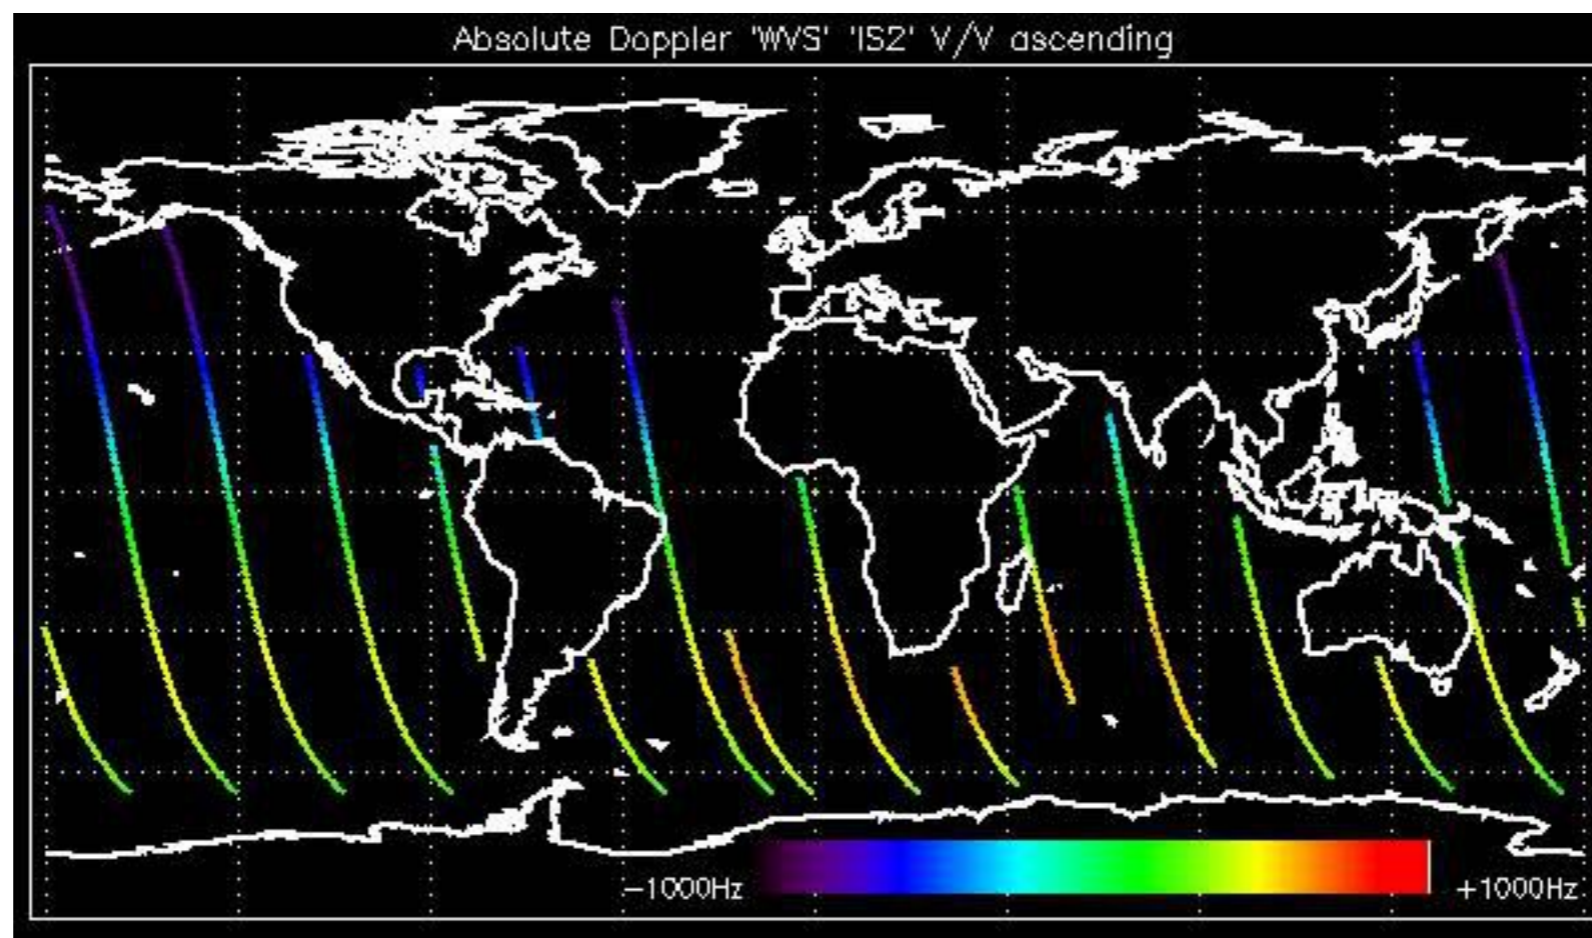 Absolute Doppler 'WVS' 'IS2' V/V ascending
−1000Hz +1000Hz